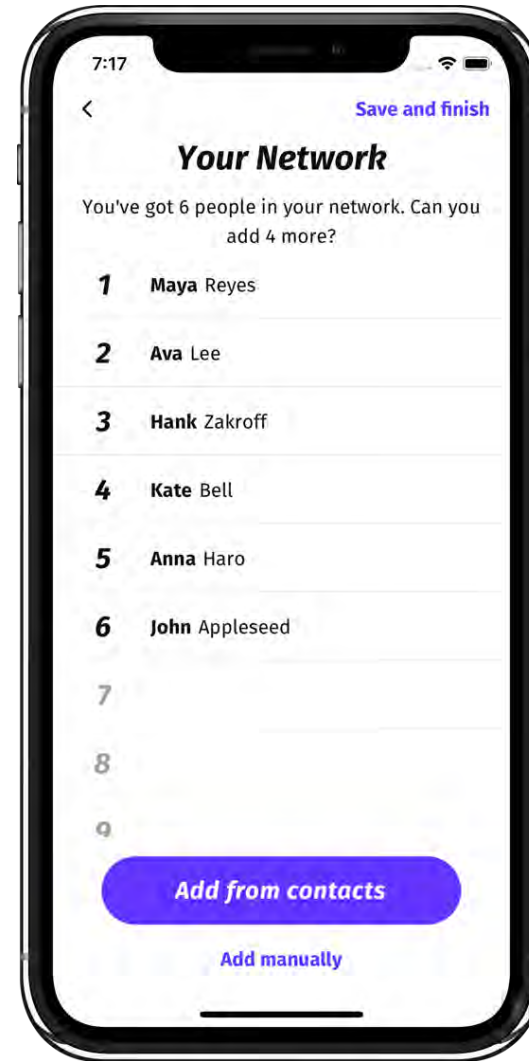 7:17
Save and finish
Your Network
You've got 6 people in your network. Can you
add 4 more?
1 Maya Reyes
2 Ava Lee
3 Hank Zakroff
4 Kate Bell
5 Anna Haro
6 John Appleseed
7
8
9
Add from contacts
Add manually